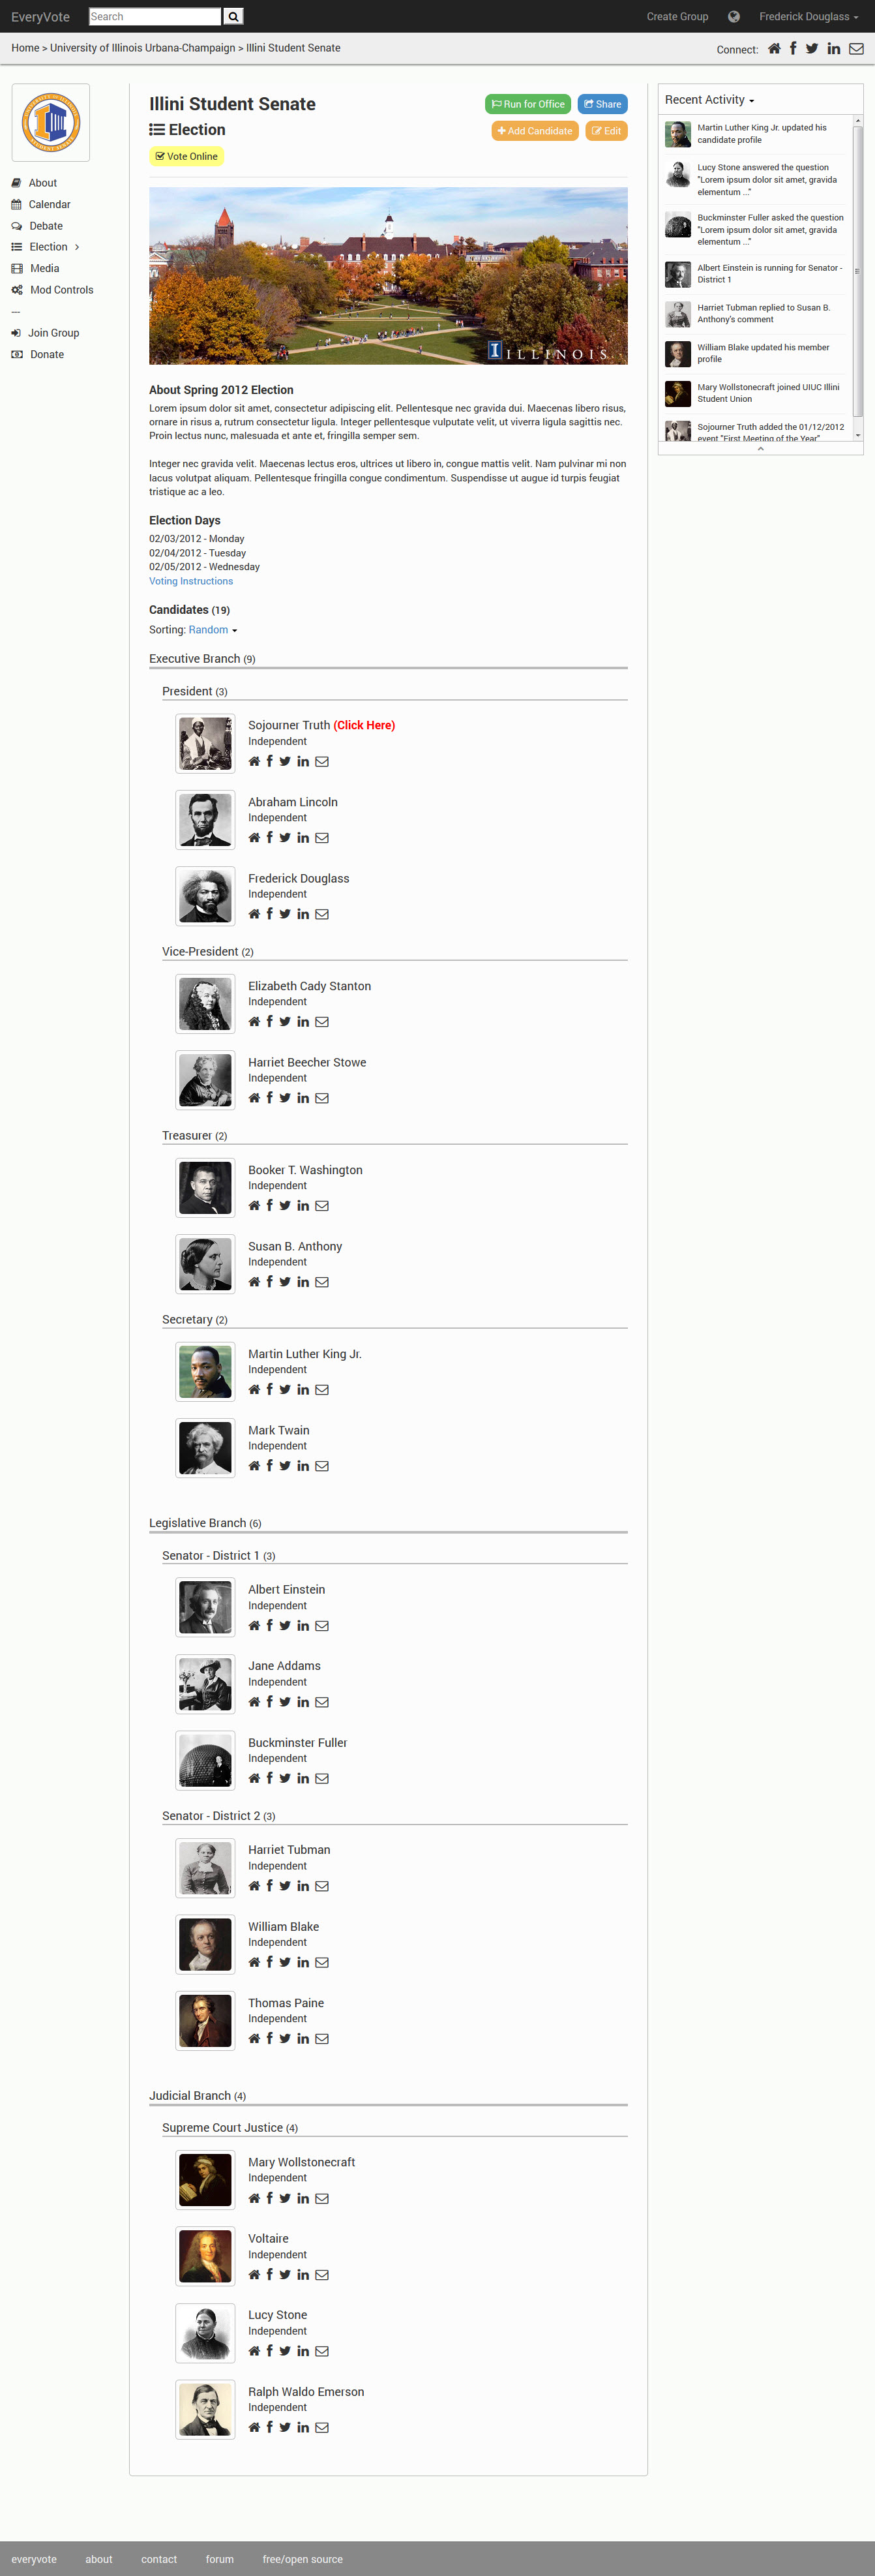 EveryVote
Search
Create Group
Frederick Douglass
Home > University of Illinois Urbana-Champaign > Illini Student Senate
Connect:
About
Calendar
Debate
Election
Media
Mod Controls
---
Join Group
Donate
Illini Student Senate
Run for Office
Share
Election
Add Candidate
Edit
Vote Online
ILLINOIS
About Spring 2012 Election
Lorem ipsum dolor sit amet, consectetur adipiscing elit. Pellentesque nec gravida dui. Maecenas libero risus,
ornare in risus a, rutrum consectetur ligula. Integer pellentesque vulputate velit, ut viverra ligula sagittis nec.
Proin lectus nunc, malesuada et ante et, fringilla semper sem.
Integer nec gravida velit. Maecenas lectus eros, ultrices ut libero in, congue mattis velit. Nam pulvinar mi non
lacus volutpat aliquam. Pellentesque fringilla congue condimentum. Suspendisse ut augue id turpis feugiat
tristique ac a leo.
Election Days
02/03/2012 - Monday
02/04/2012 - Tuesday
02/05/2012 - Wednesday
Voting Instructions
Candidates (19)
Sorting: Random
Executive Branch (9)
President (3)
Sojourner Truth (Click Here)
Independent
Abraham Lincoln
Independent
Frederick Douglass
Independent
Vice-President (2)
Elizabeth Cady Stanton
Independent
Harriet Beecher Stowe
Independent
Treasurer (2)
Booker T. Washington
Independent
Susan B. Anthony
Independent
Secretary (2)
Martin Luther King Jr.
Independent
Mark Twain
Independent
Legislative Branch (6)
Senator - District 1 (3)
Albert Einstein
Independent
Jane Addams
Independent
Buckminster Fuller
Independent
Senator - District 2 (3)
Harriet Tubman
Independent
William Blake
Independent
Thomas Paine
Independent
Judicial Branch (4)
Supreme Court Justice (4)
Mary Wollstonecraft
Independent
Voltaire
Independent
Lucy Stone
Independent
Ralph Waldo Emerson
Independent
Recent Activity
Martin Luther King Jr. updated his
candidate profile
Lucy Stone answered the question
"Lorem ipsum dolor sit amet, gravida
elementum ..."
Buckminster Fuller asked the question
"Lorem ipsum dolor sit amet, gravida
elementum ..."
Albert Einstein is running for Senator -
District 1
Harriet Tubman replied to Susan B.
Anthony's comment
William Blake updated his member
profile
Mary Wollstonecraft joined UIUC Illini
Student Union
Sojourner Truth added the 01/12/2012
event "First Meeting of the Year"
everyvote
about
contact
forum
free/open source